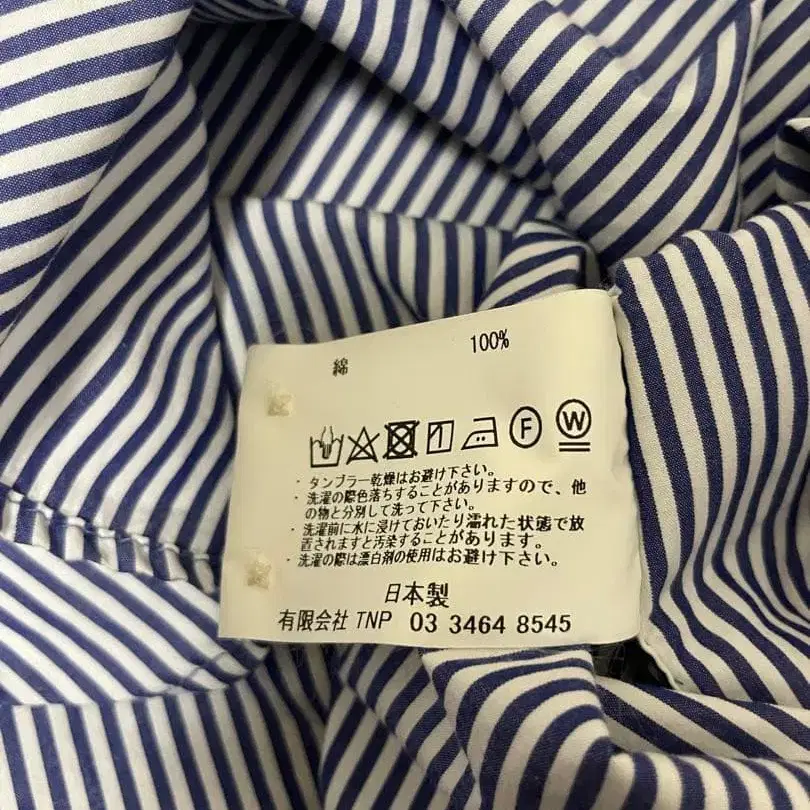 綿 100%
F W
・タンブラー乾燥はお避け下さい。
・洗濯の際色落ちすることがありますので、他
の物と分別して洗って下さい。
・洗濯前に水に浸けておいたり濡れた状態で放
置されますと汚染することがあります。
・洗濯の際は漂白剤の使用はお避け下さい。
日本製
有限会社 TNP 03 3464 8545